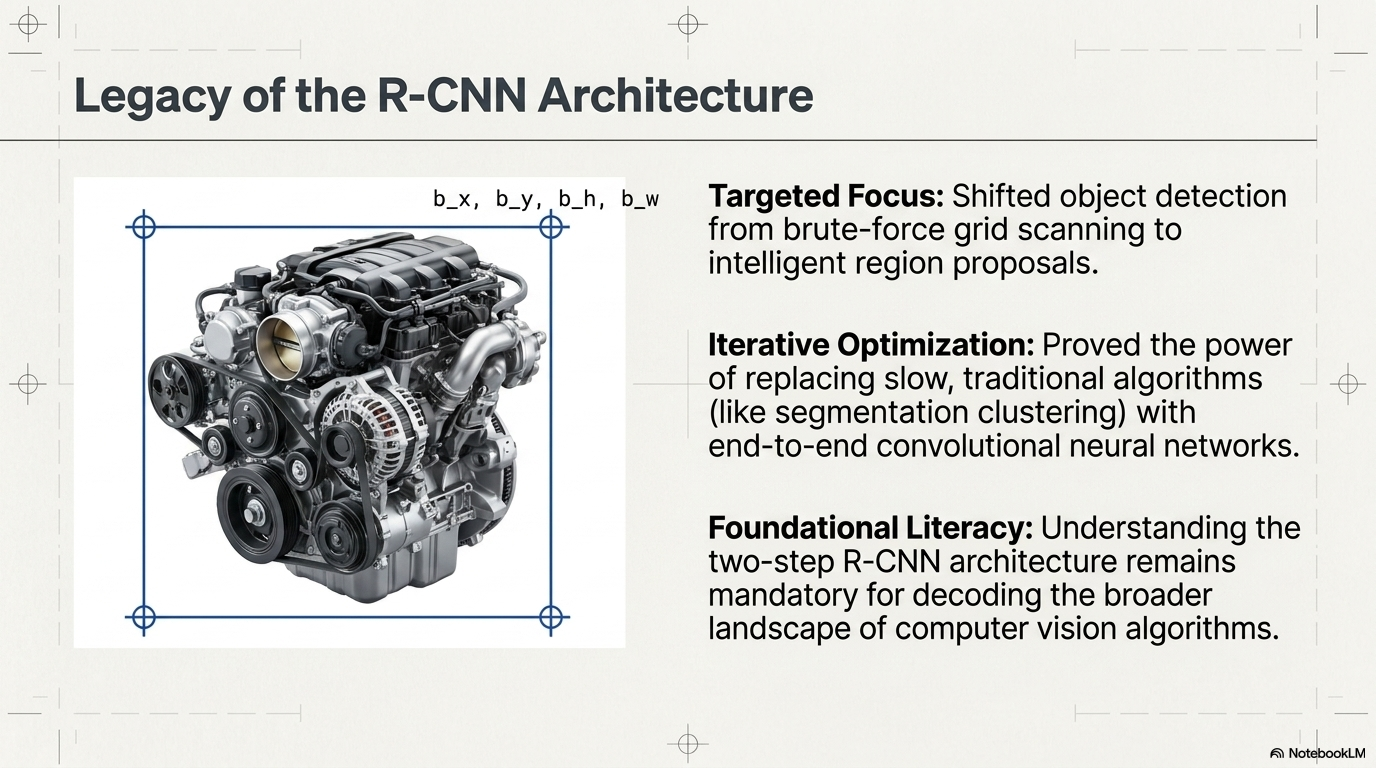 Legacy of the R-CNN Architecture
b_x, b_y, b_h, b_w
Targeted Focus: Shifted object detection
from brute-force grid scanning to
intelligent region proposals.
Iterative Optimization: Proved the power
of replacing slow, traditional algorithms
(like segmentation clustering) with
end-to-end convolutional neural networks.
Foundational Literacy: Understanding the
two-step R-CNN architecture remains
mandatory for decoding the broader
landscape of computer vision algorithms.
NotebookLM